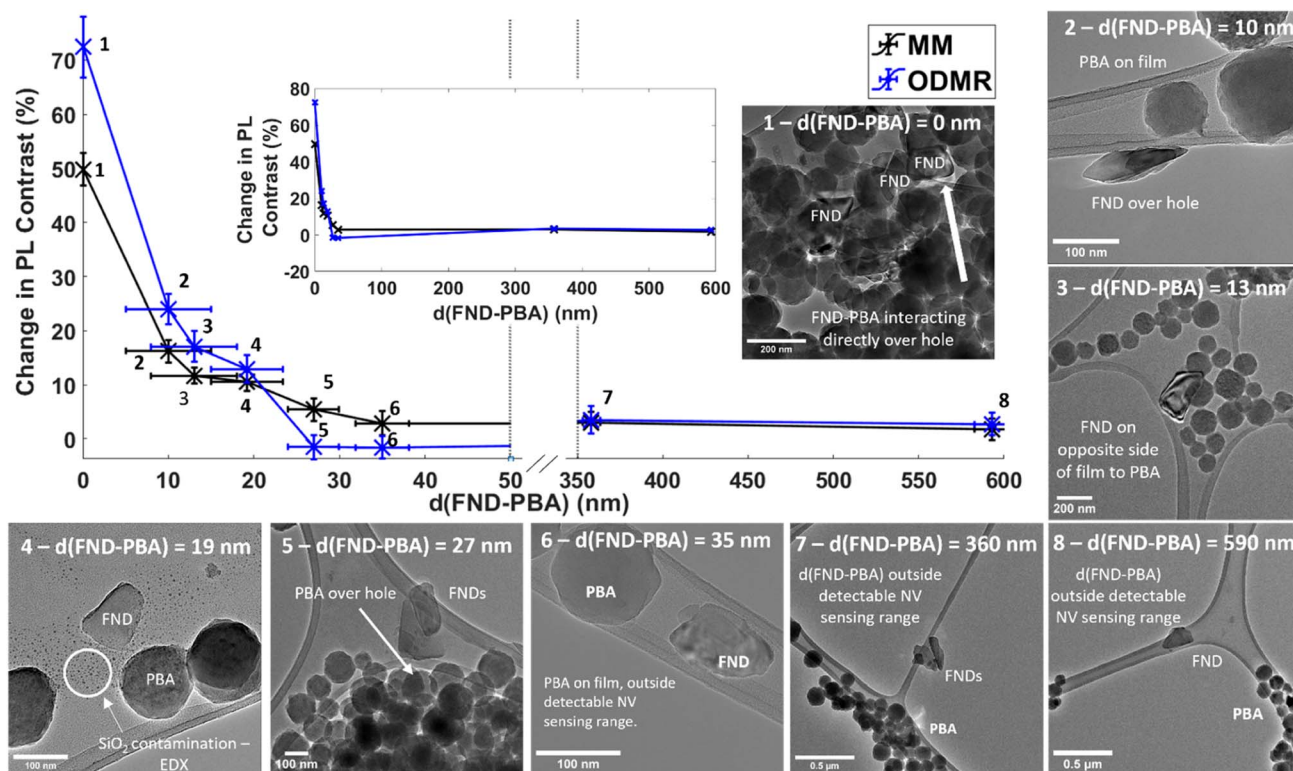 Change in PL Contrast (%)
70
60
50
40
30
20
10
0
0
10
20
30
40
50
350
400
450
500
550
600
d(FND-PBA) (nm)
1
1
2
2
3
3
4
4
5
5
6
6
7
8
MM
ODMR
Change in PL
Contrast (%)
80
60
40
20
0
-20
0
100
200
300
400
500
600
d(FND-PBA) (nm)
1 – d(FND-PBA) = 0 nm
FND
FND
FND
FND-PBA interacting
directly over hole
200 nm
2 – d(FND-PBA) = 10 nm
PBA on film
FND over hole
100 nm
3 – d(FND-PBA) = 13 nm
FND on
opposite side
of film to PBA
200 nm
4 – d(FND-PBA) = 19 nm
FND
PBA
SiO₂ contamination –
EDX
100 nm
5 – d(FND-PBA) = 27 nm
PBA over hole
FNDs
100 nm
6 – d(FND-PBA) = 35 nm
PBA
FND
PBA on film, outside
detectable NV
sensing range.
100 nm
7 – d(FND-PBA) = 360 nm
d(FND-PBA) outside
detectable NV
sensing range
FNDs
PBA
0.5 µm
8 – d(FND-PBA) = 590 nm
d(FND-PBA)
outside detectable
NV sensing range
FND
PBA
0.5 µm